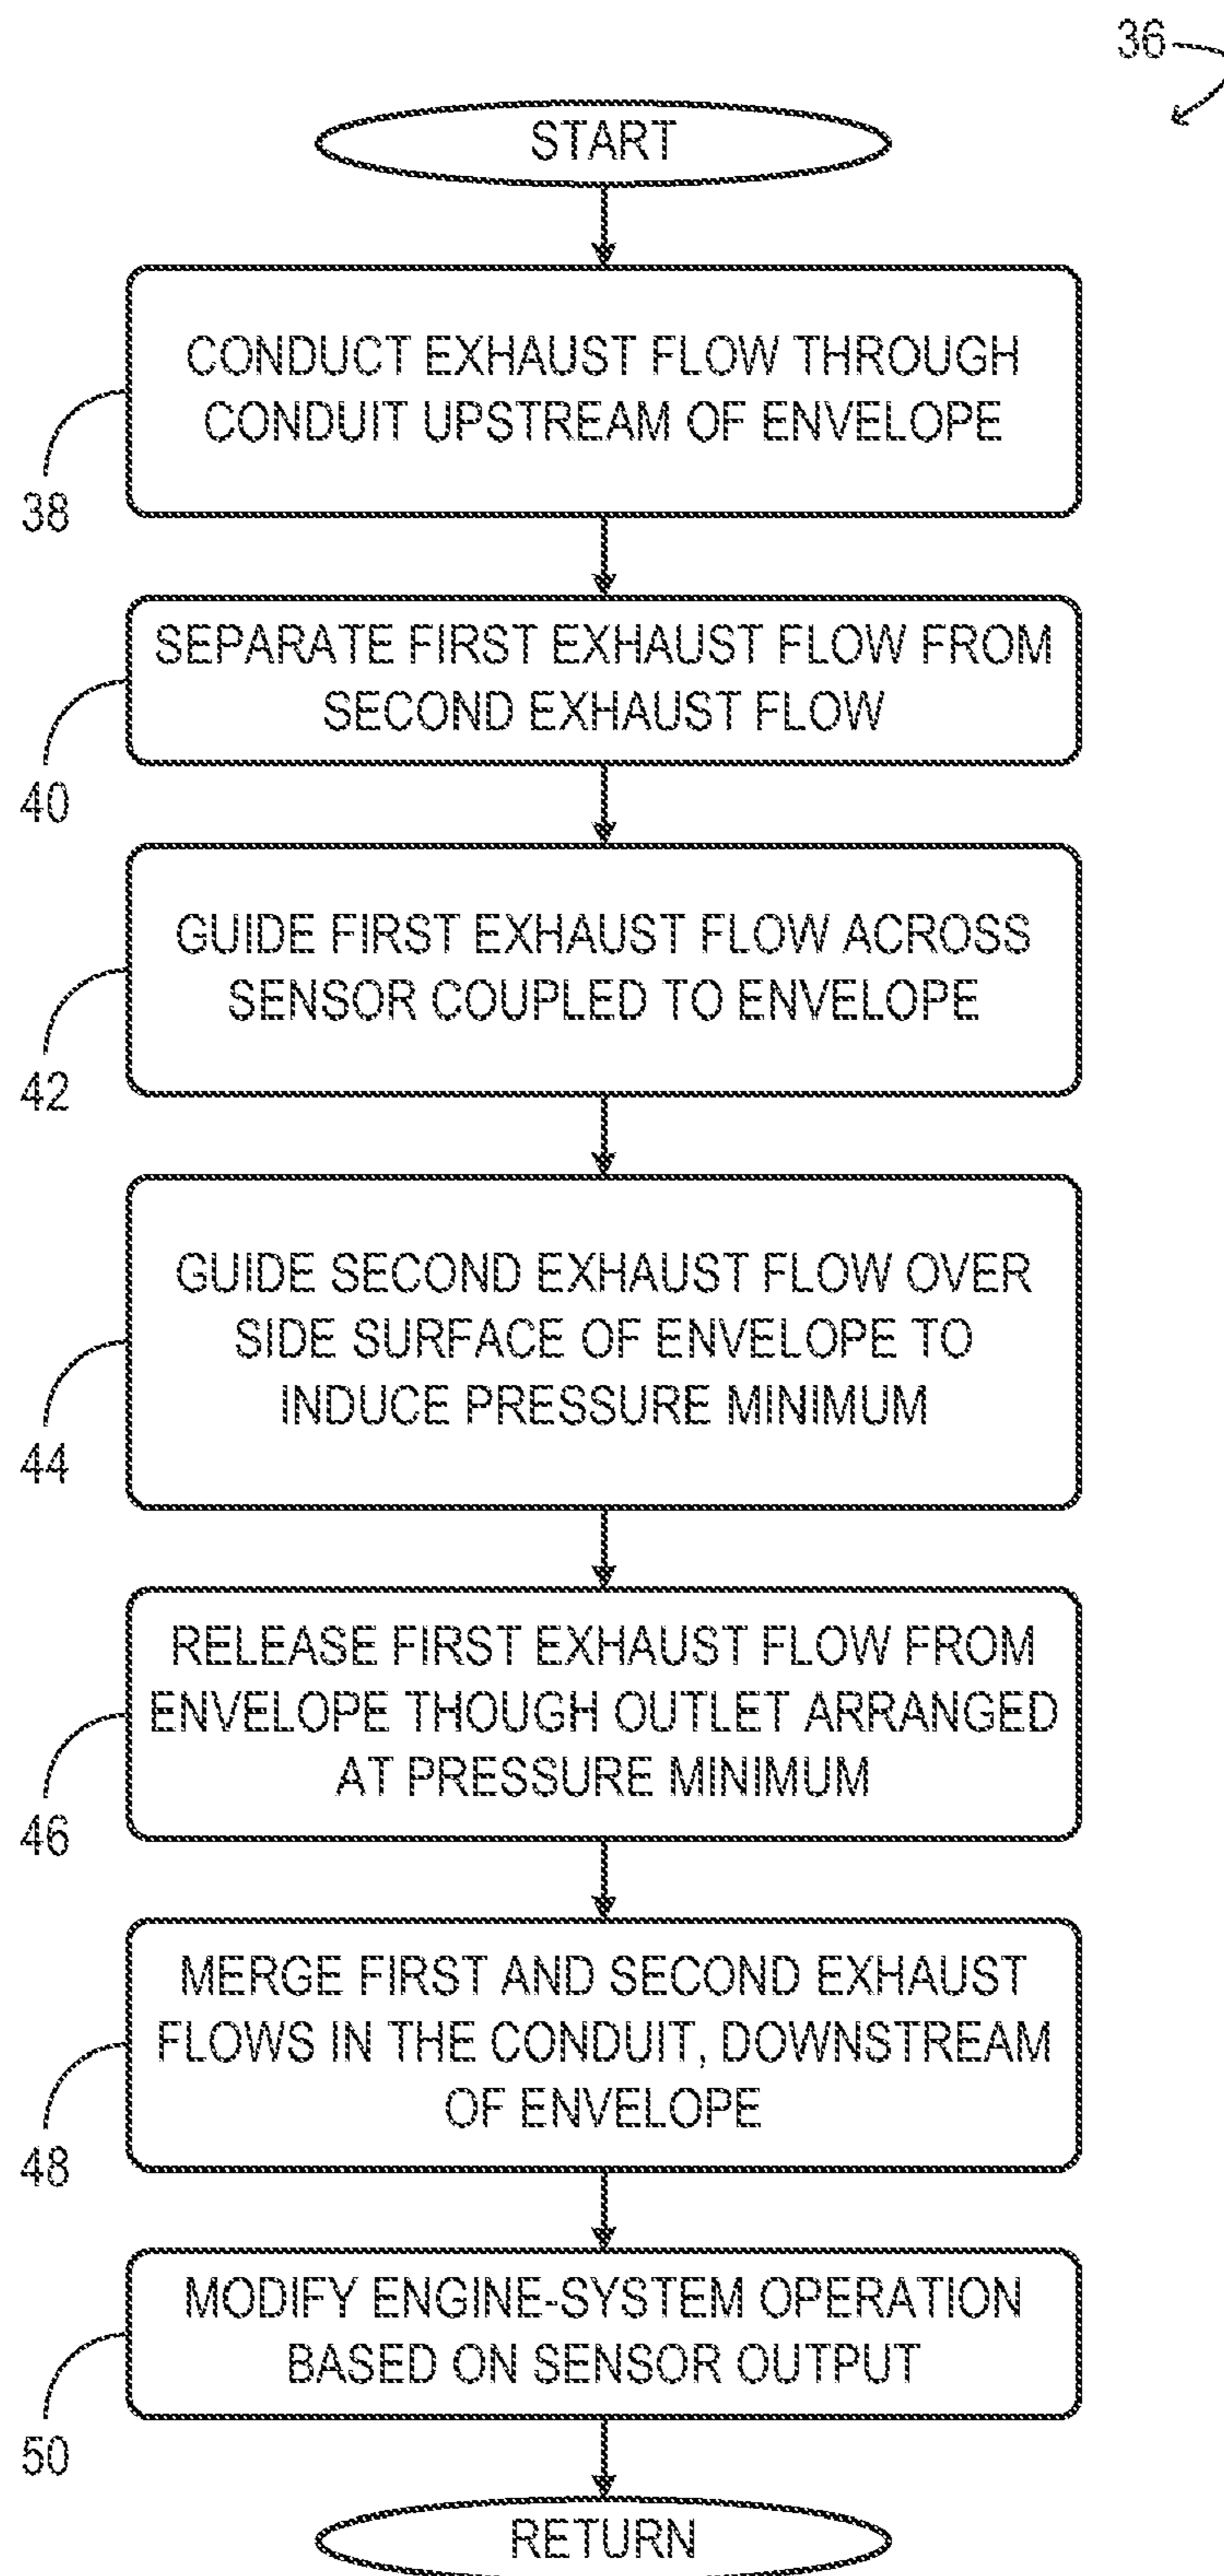 36
START
CONDUCT EXHAUST FLOW THROUGH
CONDUIT UPSTREAM OF ENVELOPE
38
SEPARATE FIRST EXHAUST FLOW FROM
SECOND EXHAUST FLOW
40
GUIDE FIRST EXHAUST FLOW ACROSS
SENSOR COUPLED TO ENVELOPE
42
GUIDE SECOND EXHAUST FLOW OVER
SIDE SURFACE OF ENVELOPE TO
INDUCE PRESSURE MINIMUM
44
RELEASE FIRST EXHAUST FLOW FROM
ENVELOPE THOUGH OUTLET ARRANGED
AT PRESSURE MINIMUM
46
MERGE FIRST AND SECOND EXHAUST
FLOWS IN THE CONDUIT, DOWNSTREAM
OF ENVELOPE
48
MODIFY ENGINE-SYSTEM OPERATION
BASED ON SENSOR OUTPUT
50
RETURN